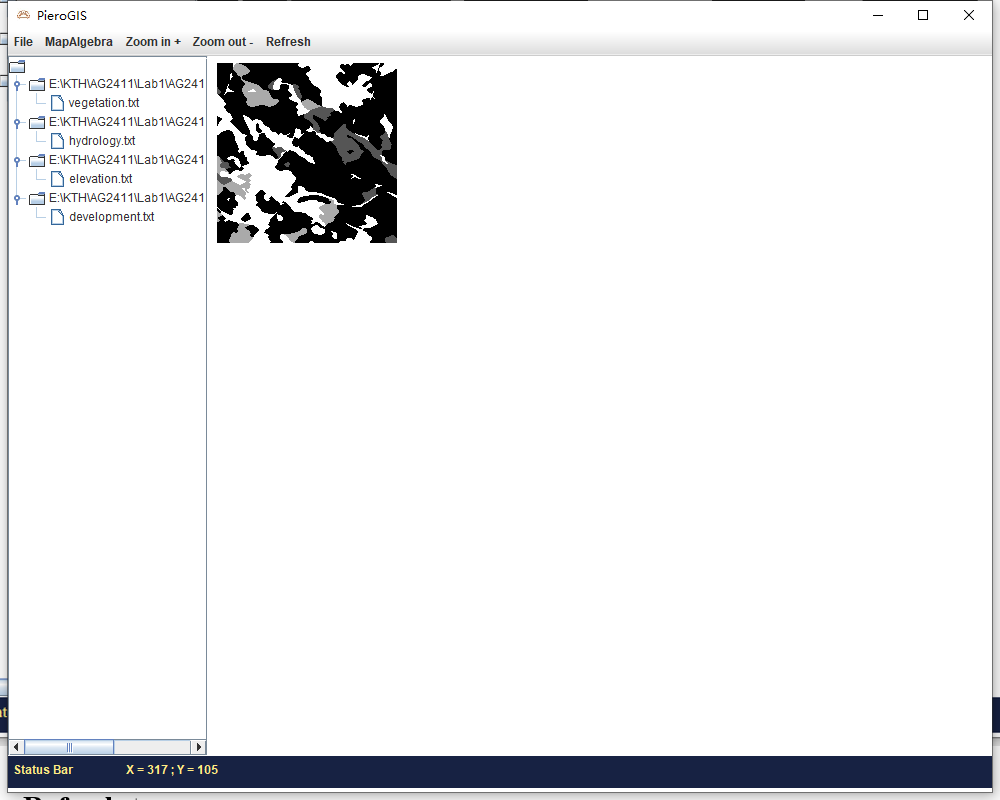 PieroGIS
File MapAlgebra Zoom in + Zoom out - Refresh
E:\KTH\AG2411\Lab1\AG241
vegetation.txt
E:\KTH\AG2411\Lab1\AG241
hydrology.txt
E:\KTH\AG2411\Lab1\AG241
elevation.txt
E:\KTH\AG2411\Lab1\AG241
development.txt
Status Bar X = 317 ; Y = 105